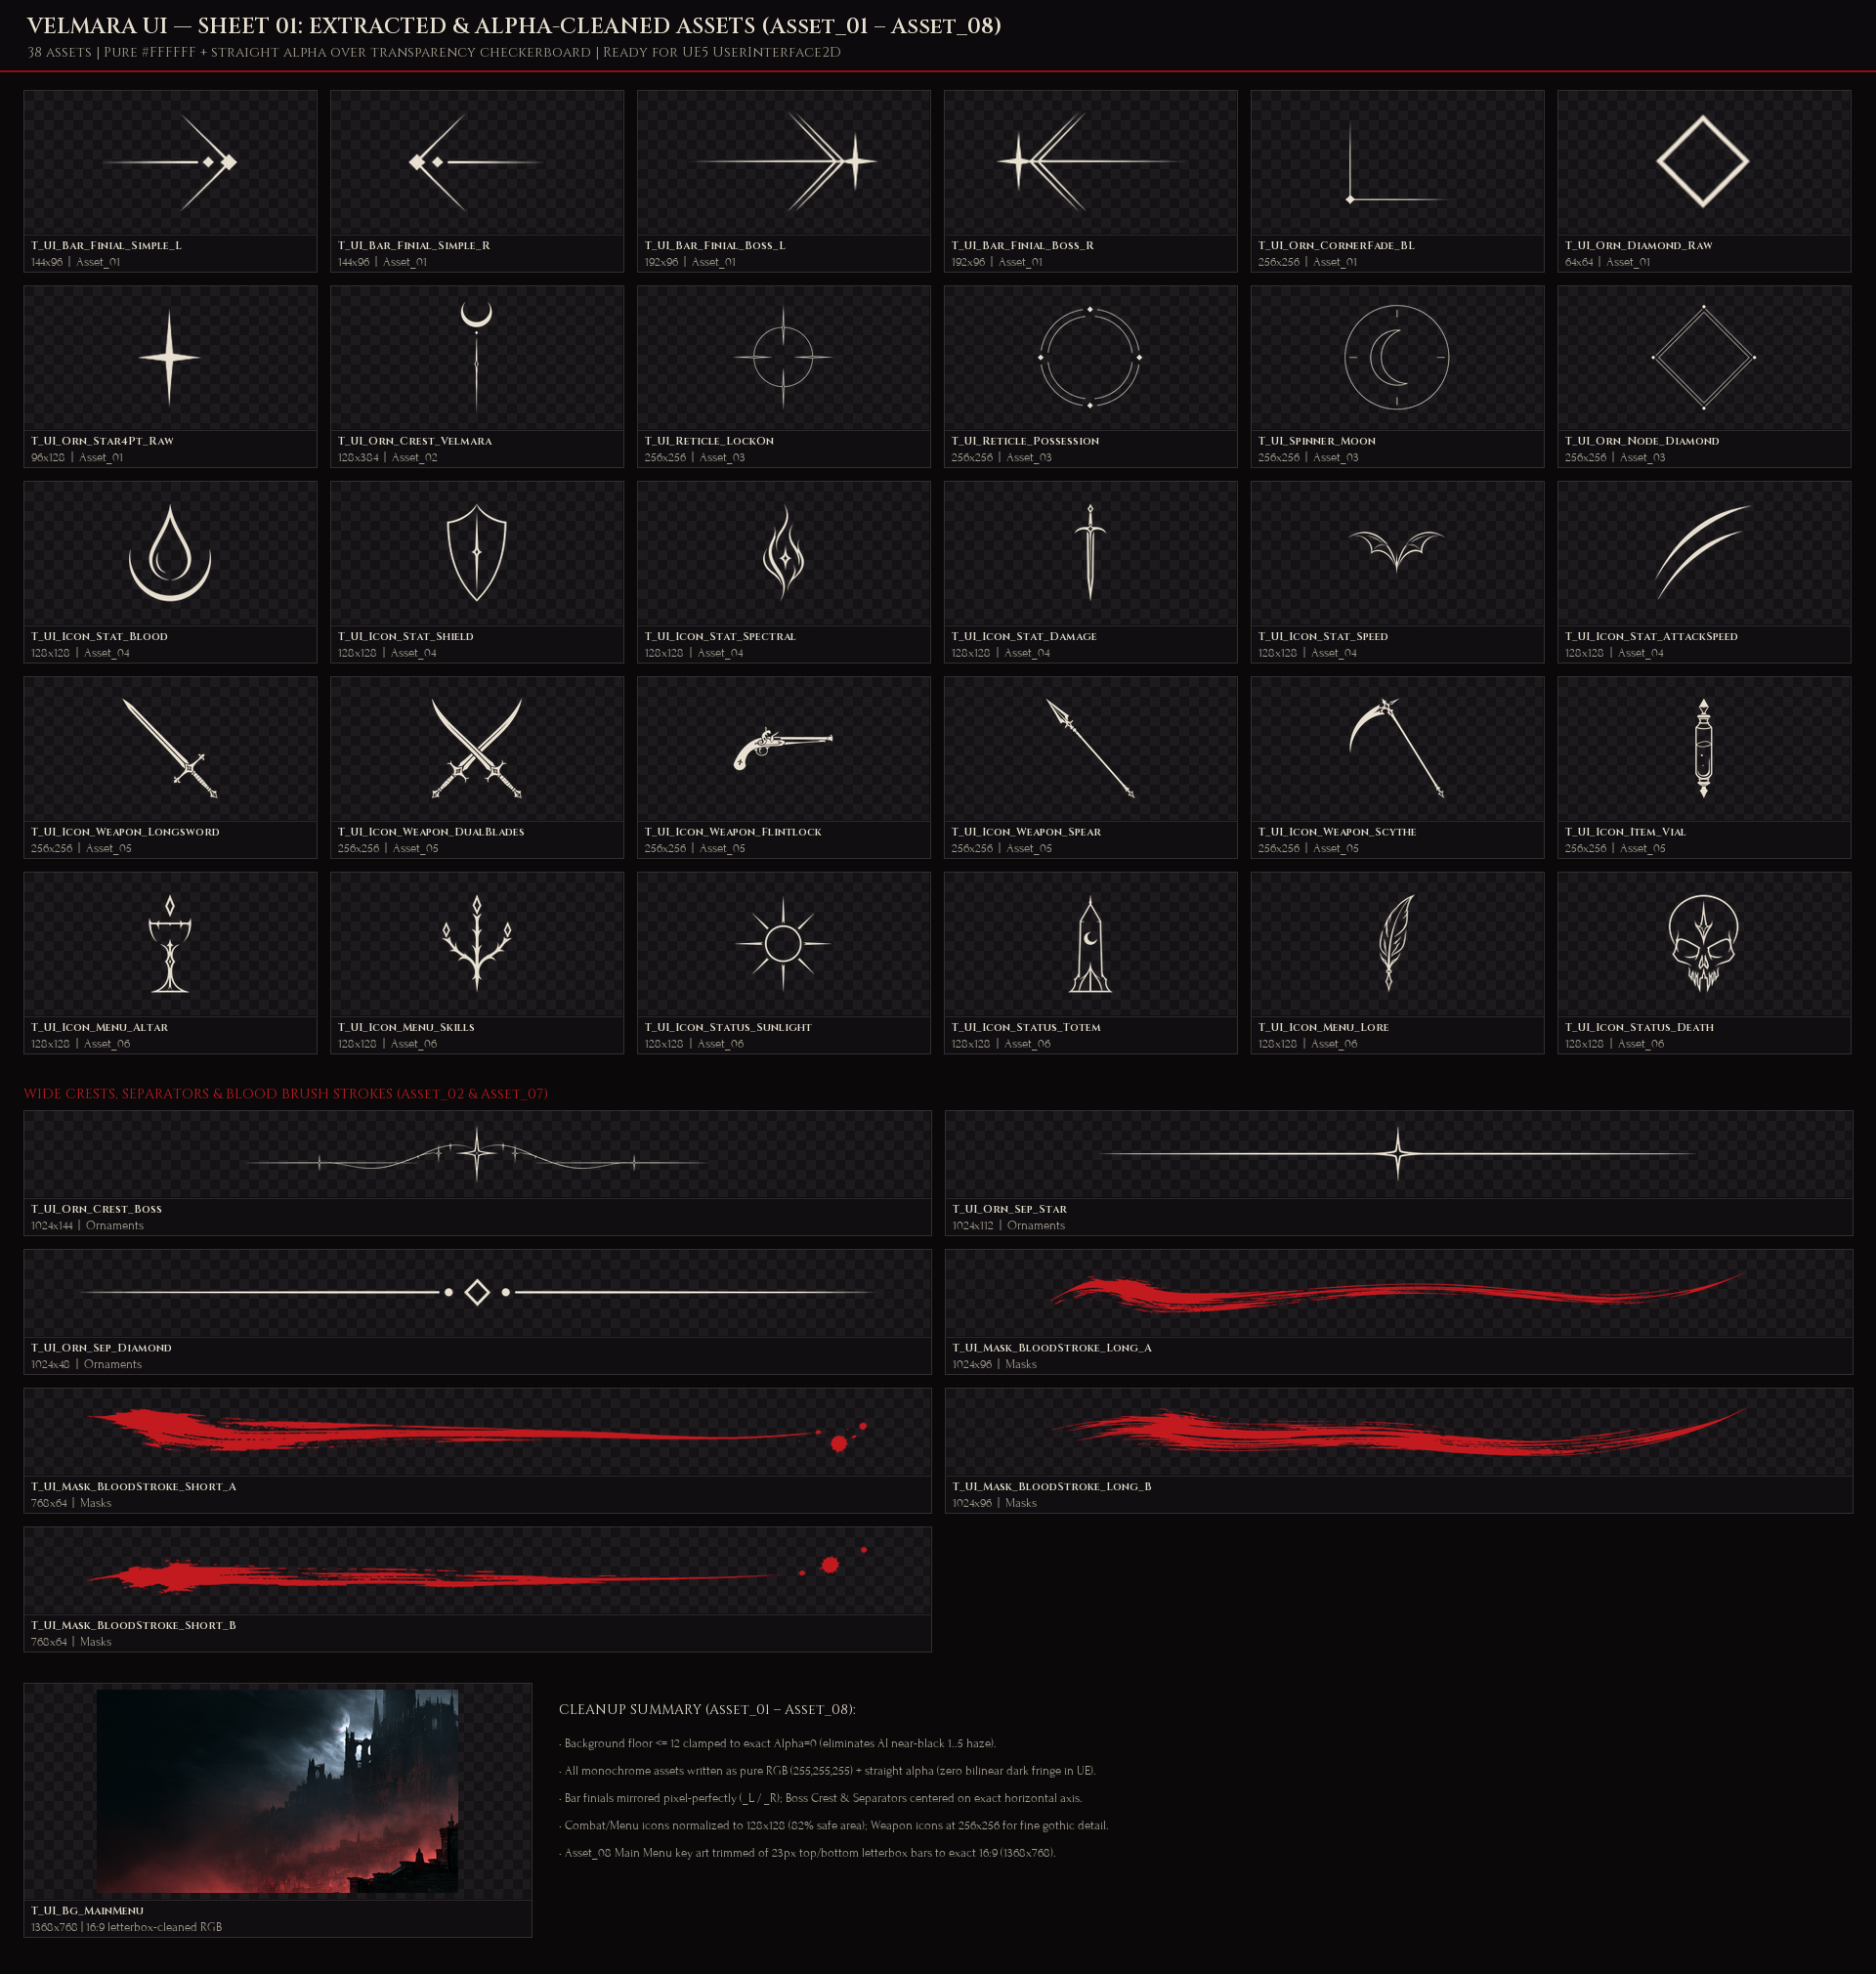 VELMARA UI — SHEET 01: EXTRACTED & ALPHA-CLEANED ASSETS (Asset_01 – Asset_08)
38 assets | Pure #FFFFFF + straight alpha over transparency checkerboard | Ready for UE5 UserInterface2D
T_UI_Bar_Finial_Simple_L
144x96 | Asset_01
T_UI_Bar_Finial_Simple_R
144x96 | Asset_01
T_UI_Bar_Finial_Boss_L
192x96 | Asset_01
T_UI_Bar_Finial_Boss_R
192x96 | Asset_01
T_UI_Orn_CornerFade_BL
256x256 | Asset_01
T_UI_Orn_Diamond_Raw
64x64 | Asset_01
T_UI_Orn_Star4Pt_Raw
96x128 | Asset_01
T_UI_Orn_Crest_Velmara
128x384 | Asset_02
T_UI_Reticle_LockOn
256x256 | Asset_03
T_UI_Reticle_Possession
256x256 | Asset_03
T_UI_Spinner_Moon
256x256 | Asset_03
T_UI_Orn_Node_Diamond
256x256 | Asset_03
T_UI_Icon_Stat_Blood
128x128 | Asset_04
T_UI_Icon_Stat_Shield
128x128 | Asset_04
T_UI_Icon_Stat_Spectral
128x128 | Asset_04
T_UI_Icon_Stat_Damage
128x128 | Asset_04
T_UI_Icon_Stat_Speed
128x128 | Asset_04
T_UI_Icon_Stat_AttackSpeed
128x128 | Asset_04
T_UI_Icon_Weapon_Longsword
256x256 | Asset_05
T_UI_Icon_Weapon_DualBlades
256x256 | Asset_05
T_UI_Icon_Weapon_Flintlock
256x256 | Asset_05
T_UI_Icon_Weapon_Spear
256x256 | Asset_05
T_UI_Icon_Weapon_Scythe
256x256 | Asset_05
T_UI_Icon_Item_Vial
256x256 | Asset_05
T_UI_Icon_Menu_Altar
128x128 | Asset_06
T_UI_Icon_Menu_Skills
128x128 | Asset_06
T_UI_Icon_Status_Sunlight
128x128 | Asset_06
T_UI_Icon_Status_Totem
128x128 | Asset_06
T_UI_Icon_Menu_Lore
128x128 | Asset_06
T_UI_Icon_Status_Death
128x128 | Asset_06
WIDE CRESTS, SEPARATORS & BLOOD BRUSH STROKES (Asset_02 & Asset_07)
T_UI_Orn_Crest_Boss
1024x144 | Ornaments
T_UI_Orn_Sep_Star
1024x112 | Ornaments
T_UI_Orn_Sep_Diamond
1024x48 | Ornaments
T_UI_Mask_BloodStroke_Long_A
1024x96 | Masks
T_UI_Mask_BloodStroke_Short_A
768x64 | Masks
T_UI_Mask_BloodStroke_Long_B
1024x96 | Masks
T_UI_Mask_BloodStroke_Short_B
768x64 | Masks
T_UI_Bg_MainMenu
1368x768 | 16:9 letterbox-cleaned RGB
CLEANUP SUMMARY (Asset_01 – Asset_08):
· Background floor <= 12 clamped to exact Alpha=0 (eliminates AI near-black 1..5 haze).
· All monochrome assets written as pure RGB (255,255,255) + straight alpha (zero bilinear dark fringe in UE).
· Bar finials mirrored pixel-perfectly (_L / _R); Boss Crest & Separators centered on exact horizontal axis.
· Combat/Menu icons normalized to 128x128 (82% safe area); Weapon icons at 256x256 for fine gothic detail.
· Asset_08 Main Menu key art trimmed of 23px top/bottom letterbox bars to exact 16:9 (1368x768).